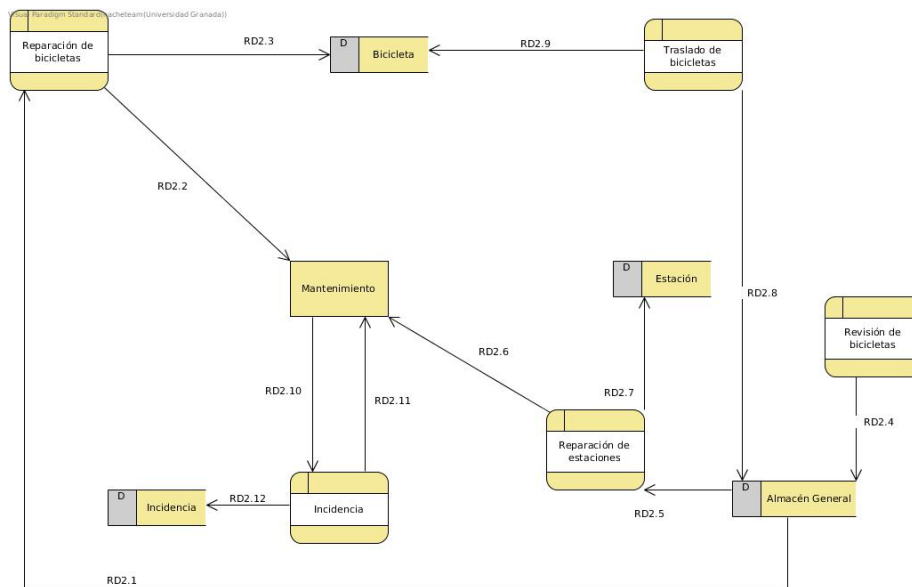 Visual Paradigm Standard(cacheteam(Universidad Granada))
Reparación de
bicicletas
RD2.3
D
Bicicleta
RD2.9
Traslado de
bicicletas
RD2.2
Mantenimiento
D
Estación
RD2.8
Revisión de
bicicletas
RD2.6
RD2.10
RD2.7
RD2.11
RD2.4
Reparación de
estaciones
D
Incidencia
RD2.12
Incidencia
D
Almacén General
RD2.5
RD2.1